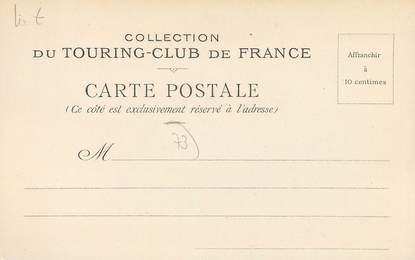 COLLECTION
DU TOURING-CLUB DE FRANCE
Affranchir
à
10 centimes
CARTE POSTALE
(Ce côté est exclusivement réservé à l'adresse)
73
M